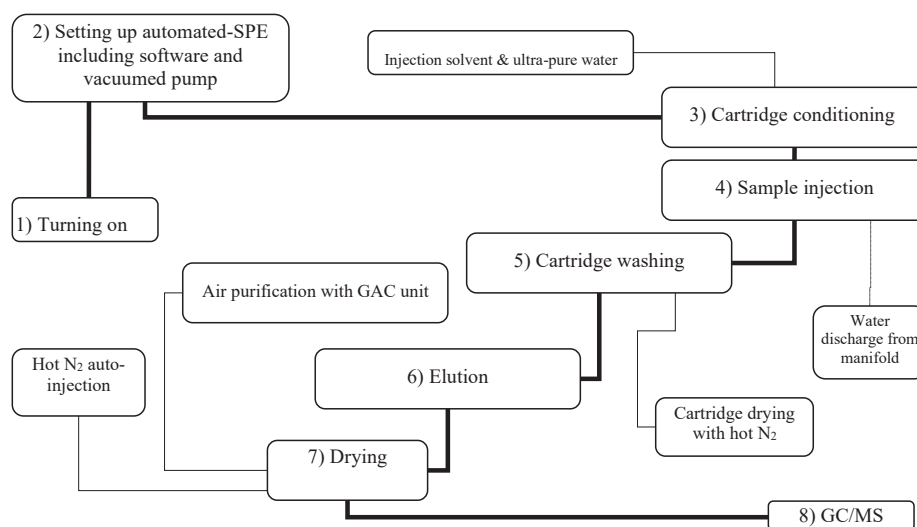 2) Setting up automated-SPE
including software and
vacuumed pump
Injection solvent & ultra-pure water
3) Cartridge conditioning
4) Sample injection
1) Turning on
5) Cartridge washing
Air purification with GAC unit
Water
discharge from
manifold
Hot N₂ auto-
injection
6) Elution
Cartridge drying
with hot N₂
7) Drying
8) GC/MS